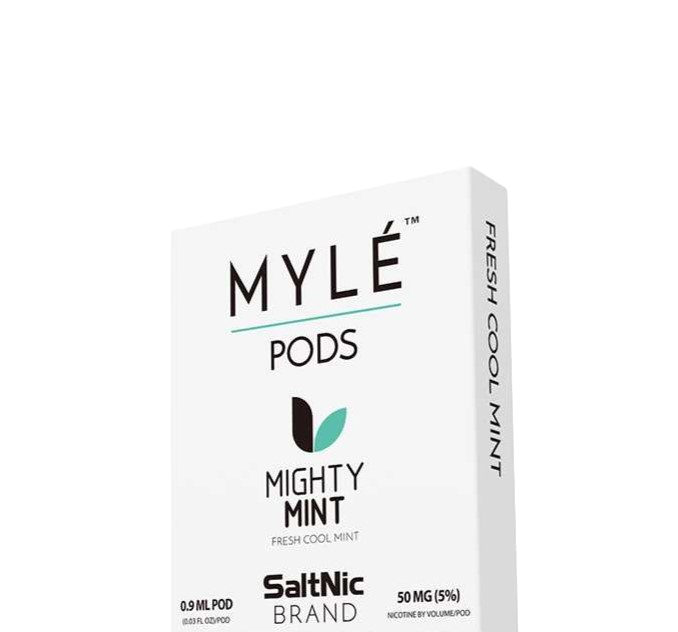 MYLÉ™
PODS
MIGHTY
MINT
FRESH COOL MINT
SaltNic
BRAND
0.9 ML POD
(0.03 FL OZ)/POD
50 MG (5%)
NICOTINE BY VOLUME/POD
FRESH COOL MINT